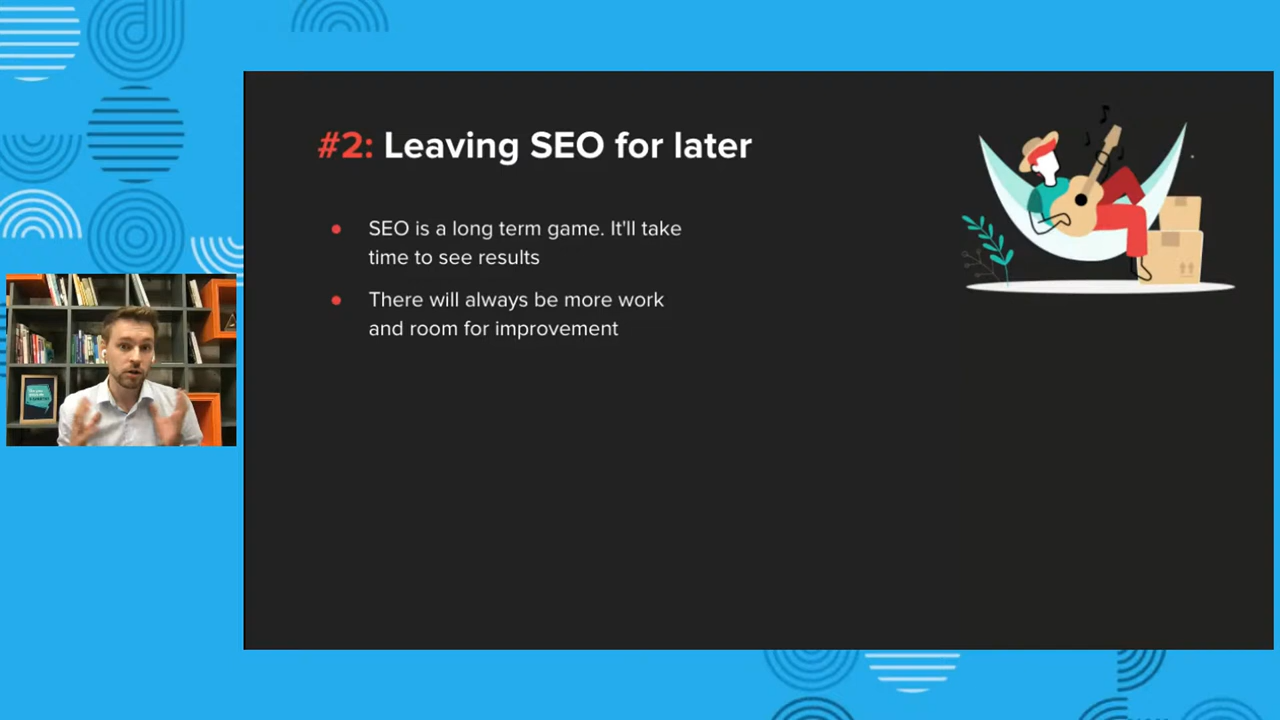 #2: Leaving SEO for later
SEO is a long term game. It'll take
time to see results
There will always be more work
and room for improvement